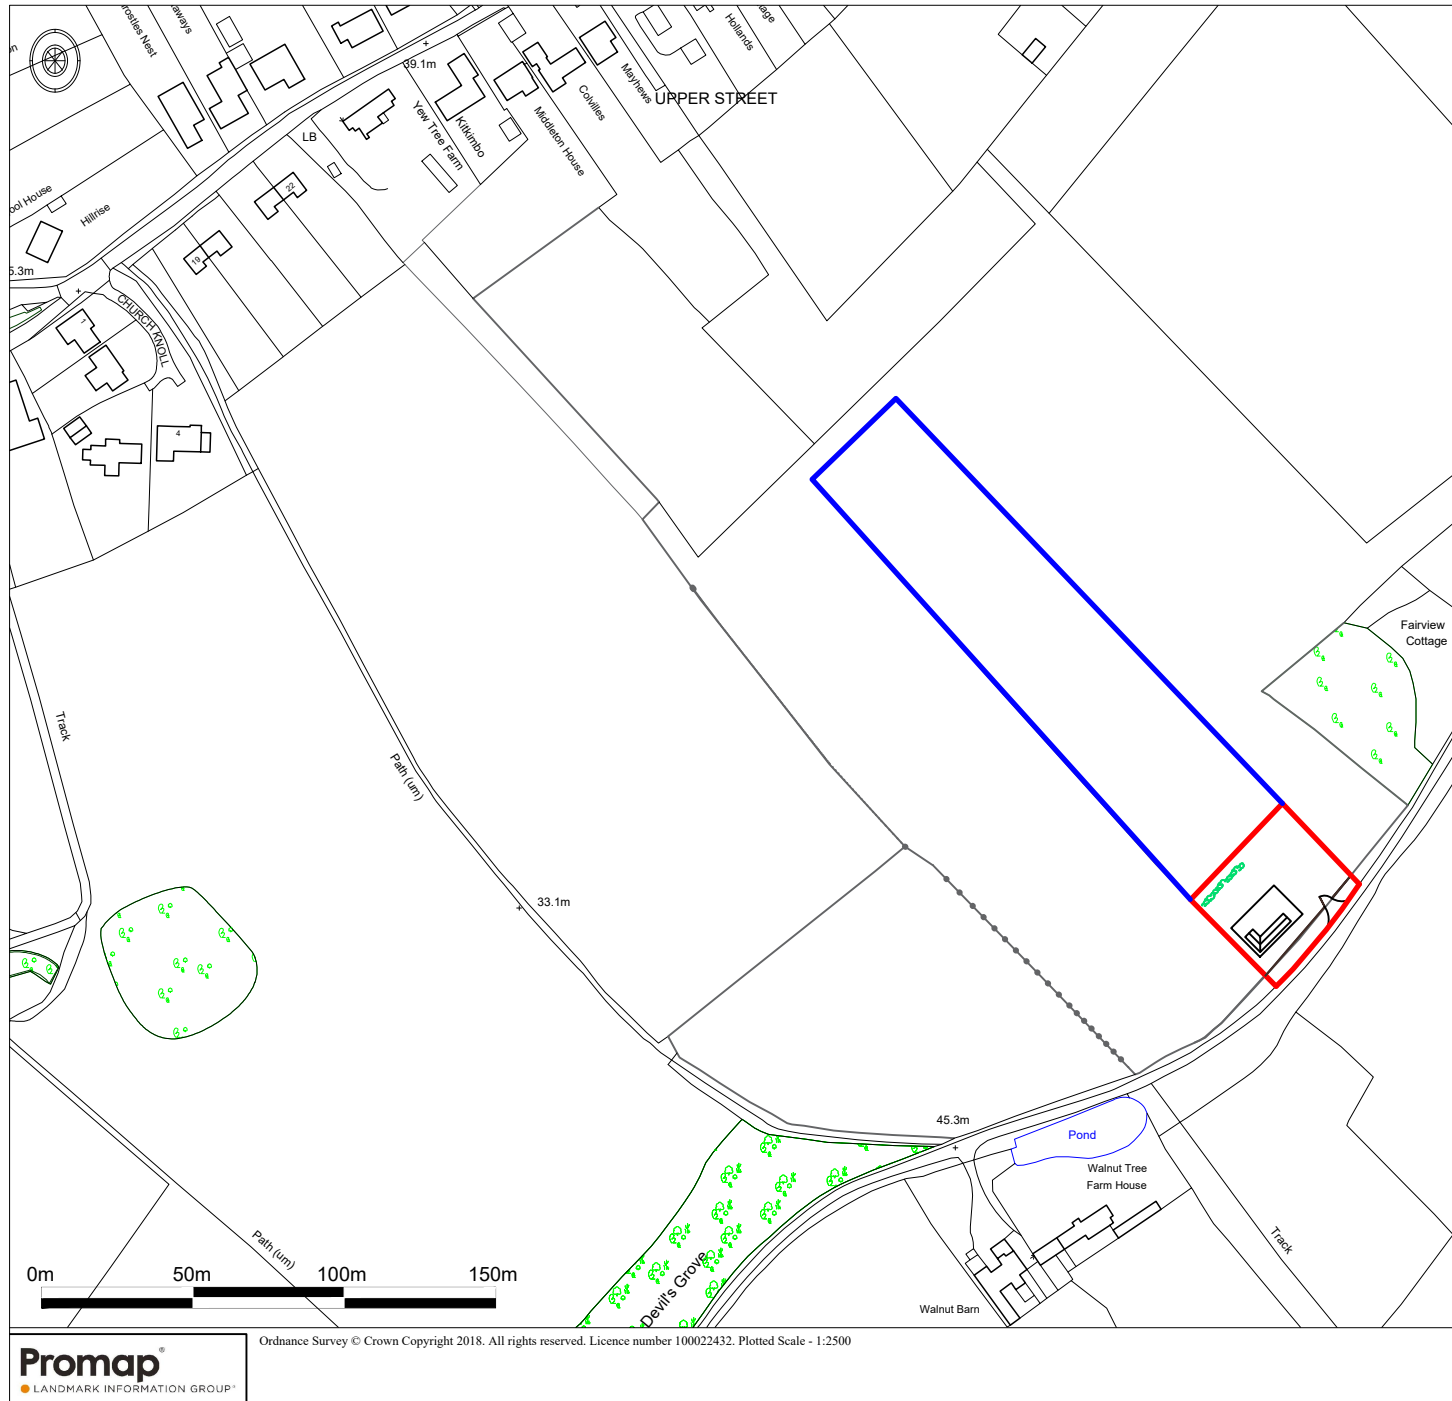 Hollands
39.1m
Mayhews
UPPER STREET
Colvilles
Middleton House
Kitkimbo
Yew Tree Farm
LB
22
19
Hillrise
CHURCH KNOLL
1
4
Fairview
Cottage
Track
Path (um)
33.1m
45.3m
Pond
Walnut Tree
Farm House
Track
Path (um)
Devil's Grove
Walnut Barn
0m 50m 100m 150m
Ordnance Survey © Crown Copyright 2018. All rights reserved. Licence number 100022432. Plotted Scale - 1:2500
Promap®
LANDMARK INFORMATION GROUP®